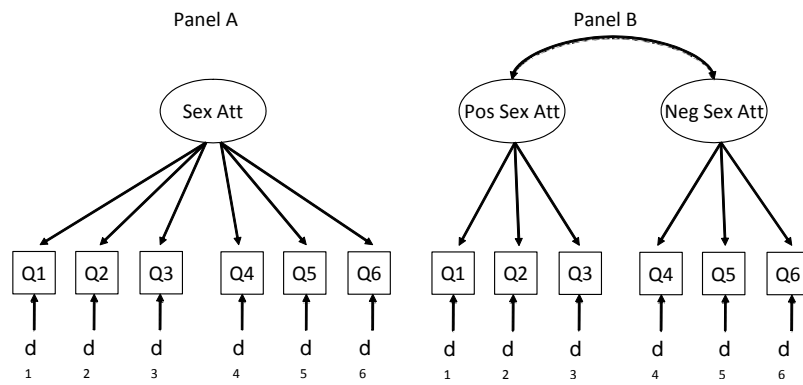 Panel A Panel B
Sex Att Pos Sex Att Neg Sex Att
Q1 Q2 Q3 Q4 Q5 Q6 Q1 Q2 Q3 Q4 Q5 Q6
d d d d d d d d d d d d
1 2 3 4 5 6 1 2 3 4 5 6